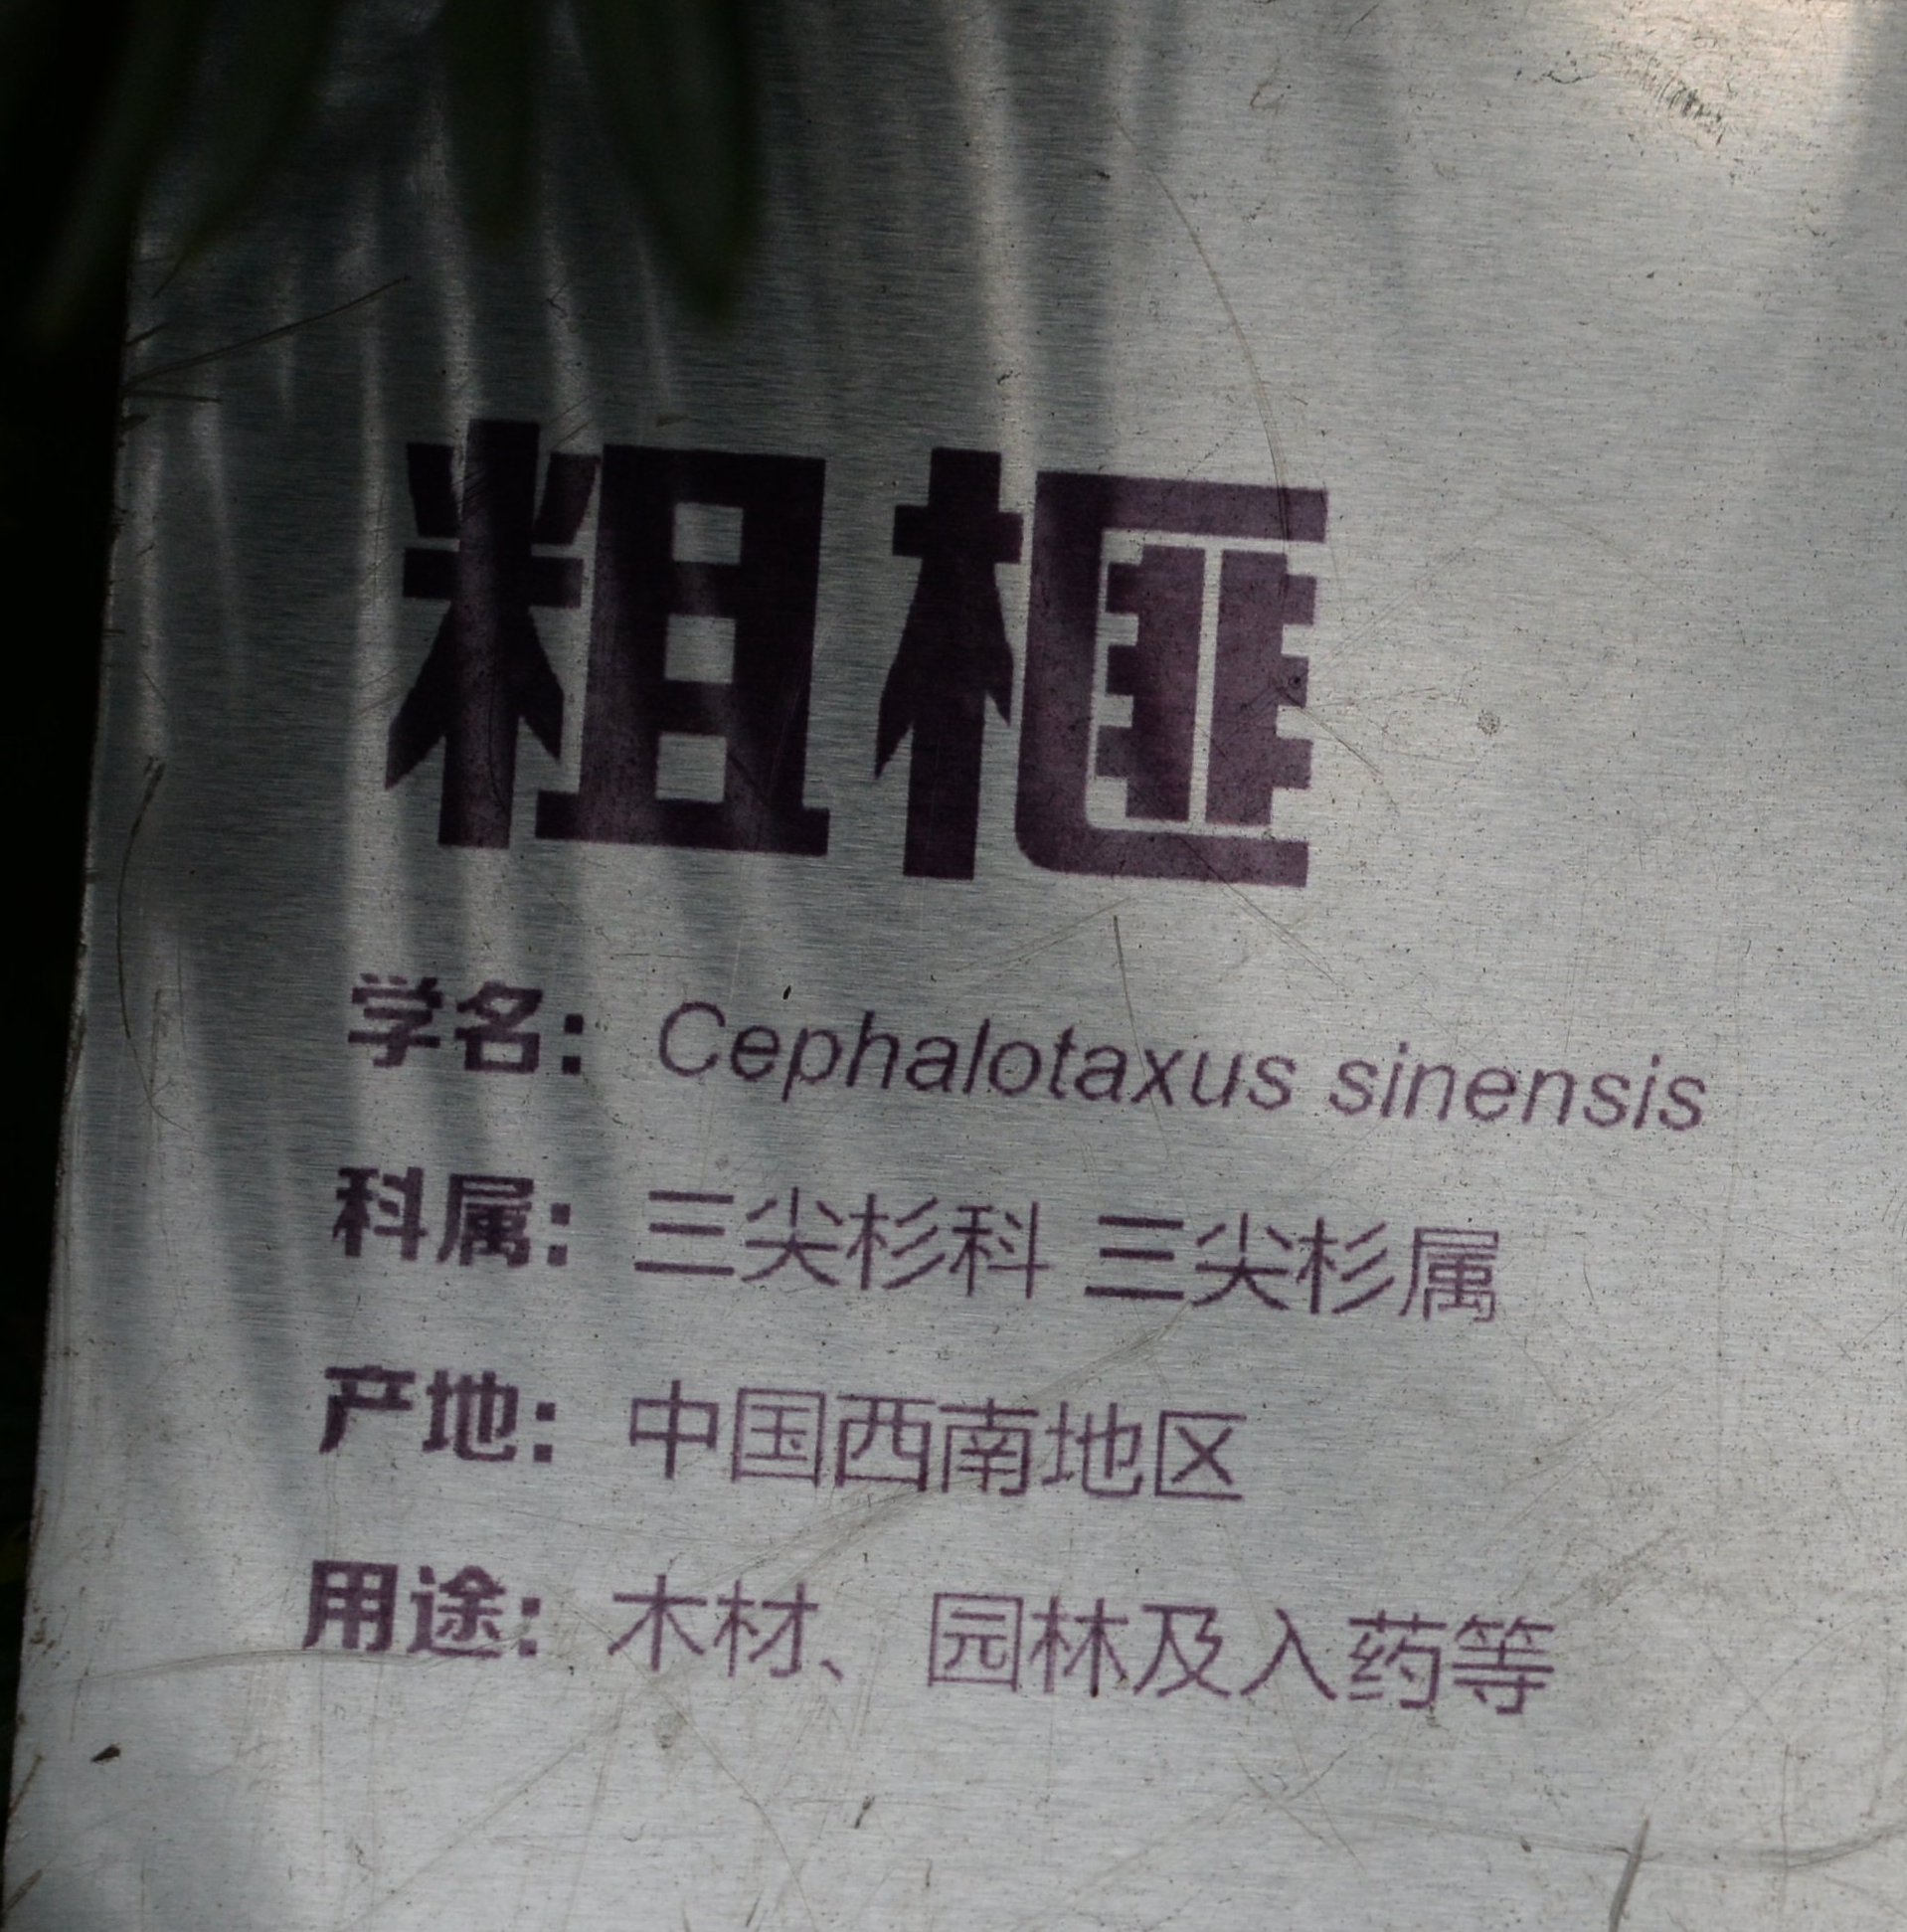 粗榧
学名：Cephalotaxus sinensis
科属：三尖杉科 三尖杉属
产地：中国西南地区
用途：木材、园林及入药等